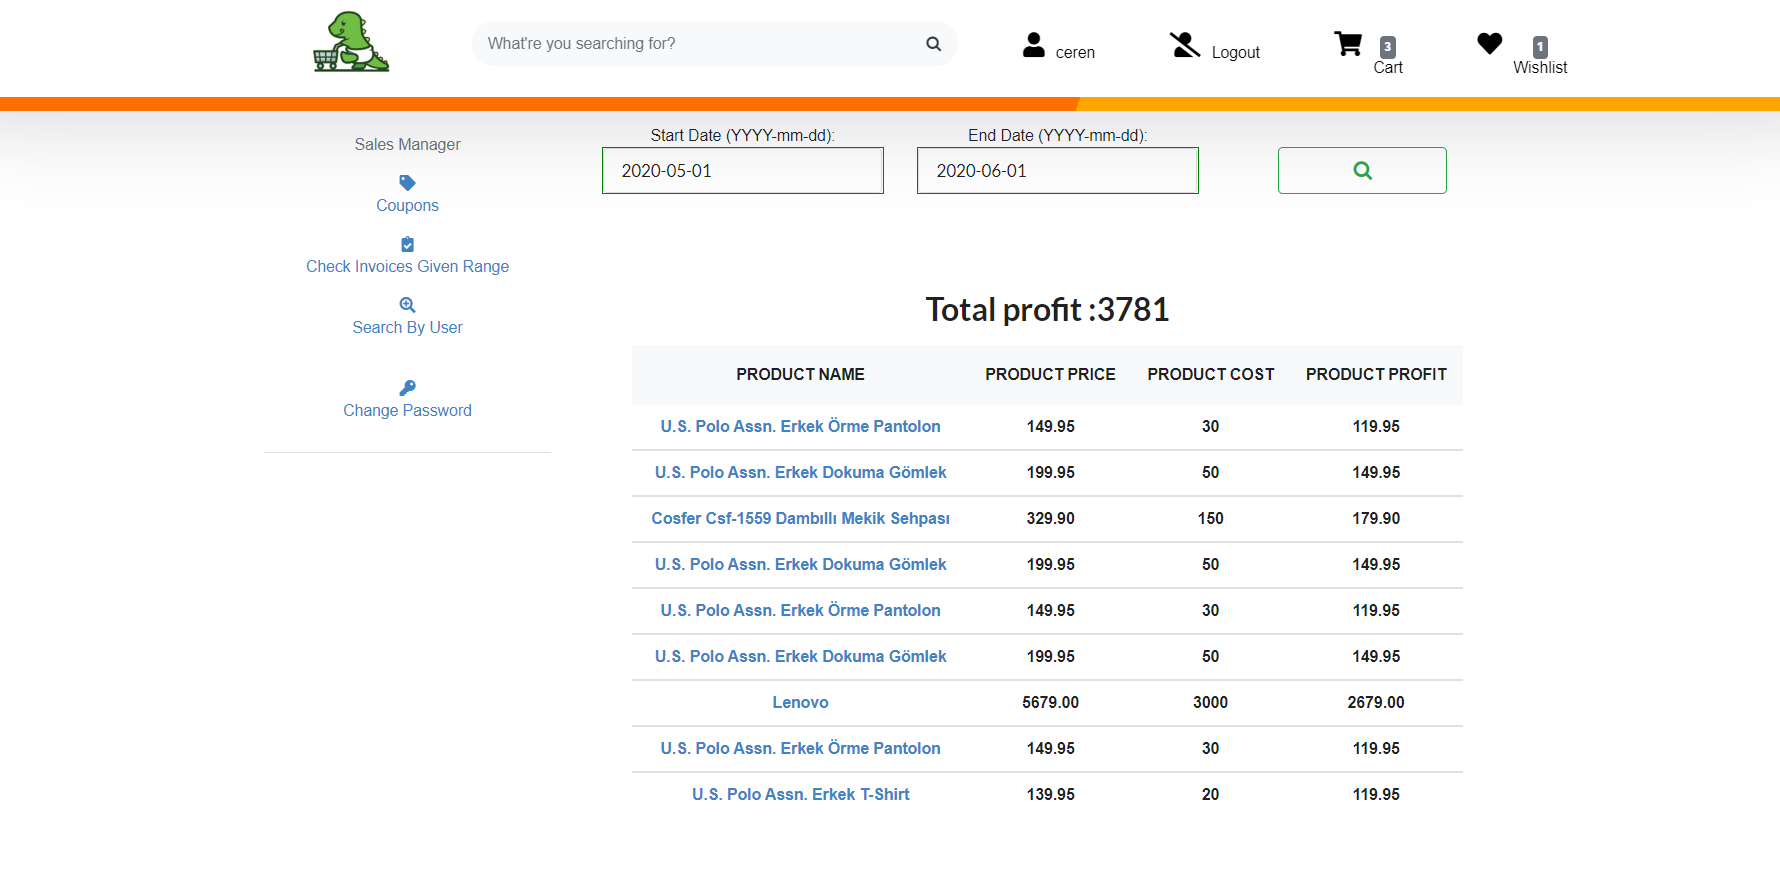 What're you searching for?
ceren
Logout
3
Cart
1
Wishlist
Sales Manager
Coupons
Check Invoices Given Range
Search By User
Change Password
Start Date (YYYY-mm-dd):
End Date (YYYY-mm-dd):
2020-05-01
2020-06-01
Total profit :3781
PRODUCT NAME PRODUCT PRICE PRODUCT COST PRODUCT PROFIT
U.S. Polo Assn. Erkek Örme Pantolon 149.95 30 119.95
U.S. Polo Assn. Erkek Dokuma Gömlek 199.95 50 149.95
Cosfer Csf-1559 Dambıllı Mekik Sehpası 329.90 150 179.90
U.S. Polo Assn. Erkek Dokuma Gömlek 199.95 50 149.95
U.S. Polo Assn. Erkek Örme Pantolon 149.95 30 119.95
U.S. Polo Assn. Erkek Dokuma Gömlek 199.95 50 149.95
Lenovo 5679.00 3000 2679.00
U.S. Polo Assn. Erkek Örme Pantolon 149.95 30 119.95
U.S. Polo Assn. Erkek T-Shirt 139.95 20 119.95